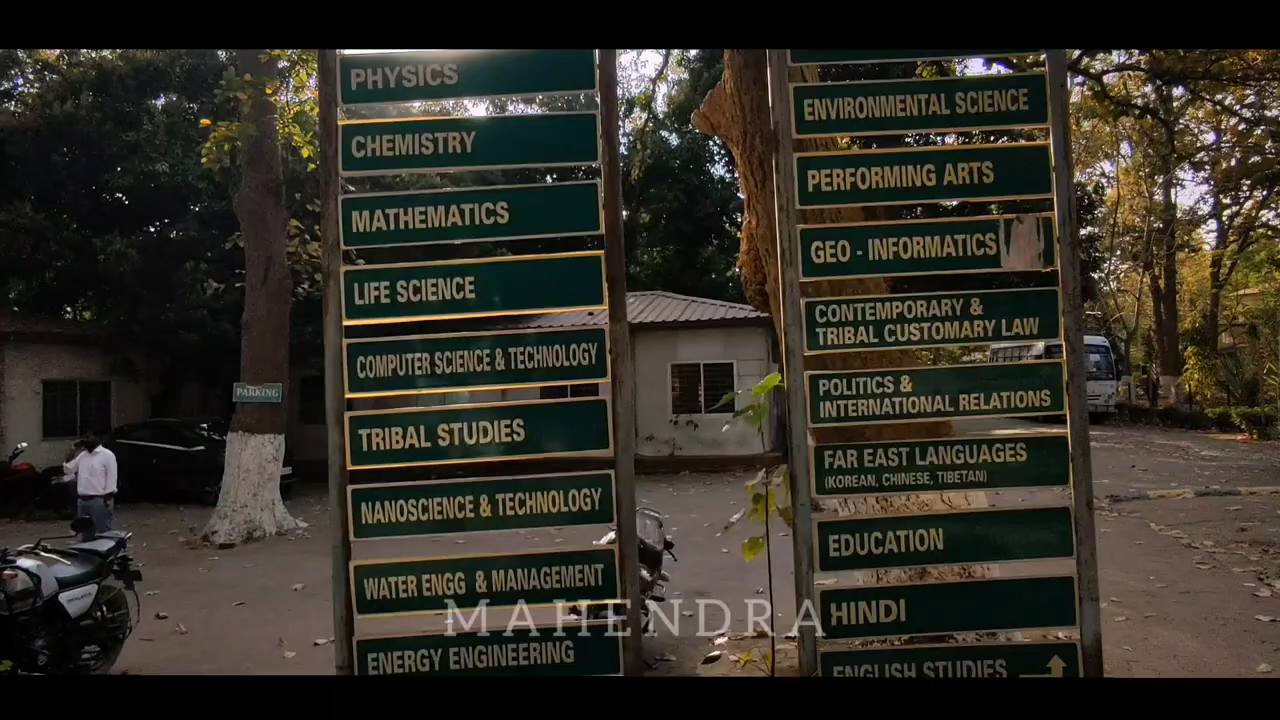 PHYSICS
CHEMISTRY
MATHEMATICS
LIFE SCIENCE
COMPUTER SCIENCE & TECHNOLOGY
TRIBAL STUDIES
NANOSCIENCE & TECHNOLOGY
WATER ENGG & MANAGEMENT
ENERGY ENGINEERING
ENVIRONMENTAL SCIENCE
PERFORMING ARTS
GEO - INFORMATICS
CONTEMPORARY &
TRIBAL CUSTOMARY LAW
POLITICS &
INTERNATIONAL RELATIONS
FAR EAST LANGUAGES
(KOREAN, CHINESE, TIBETAN)
EDUCATION
HINDI
ENGLISH STUDIES
PARKING
MAHENDRA